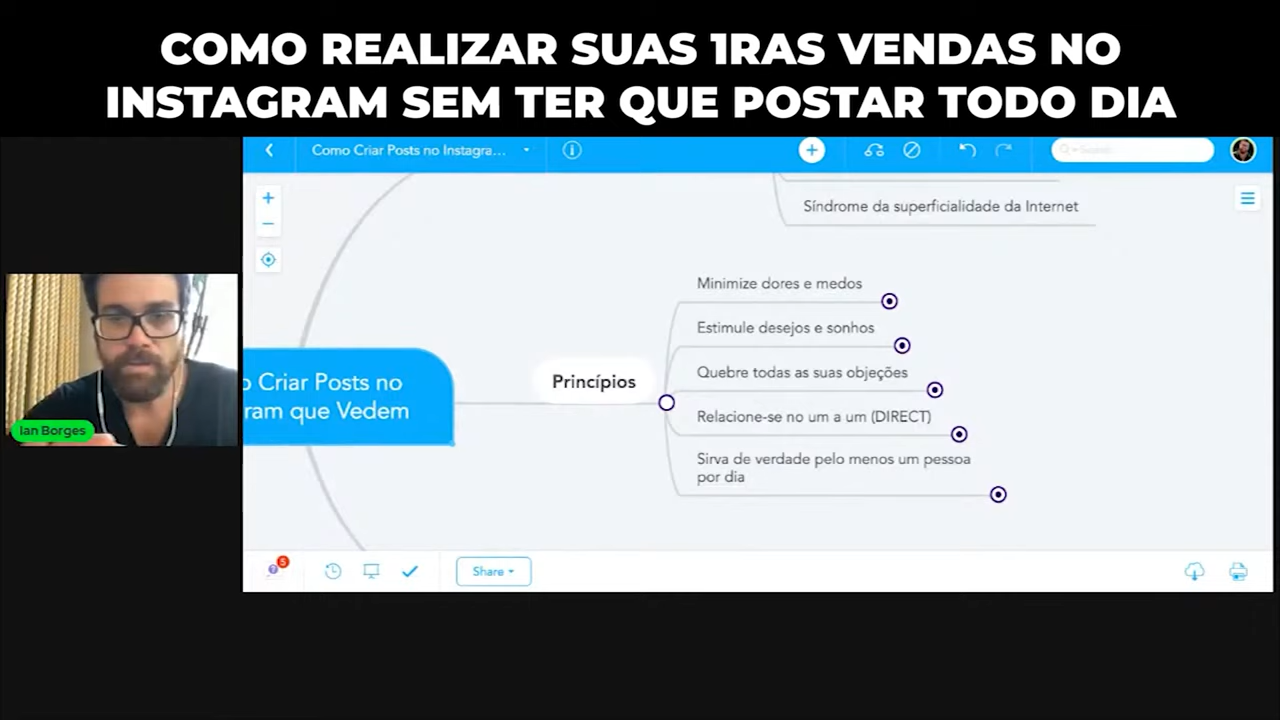 COMO REALIZAR SUAS 1RAS VENDAS NO
INSTAGRAM SEM TER QUE POSTAR TODO DIA
Como Criar Posts no Instagra...
Síndrome da superficialidade da Internet
Minimize dores e medos
Estimule desejos e sonhos
Quebre todas as suas objeções
Relacione-se no um a um (DIRECT)
Sirva de verdade pelo menos um pessoa
por dia
Princípios
o Criar Posts no
ram que Vedem
Ian Borges
5
Share